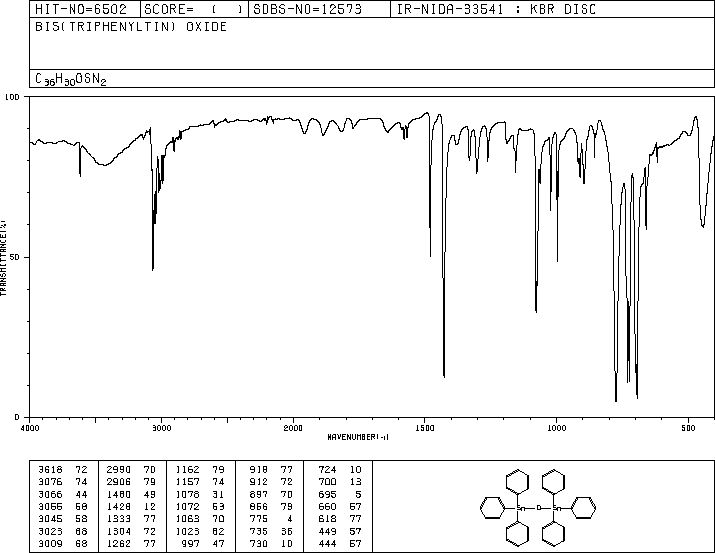 HIT-NO=6502 SCORE= ( ) SDBS-NO=12573 IR-NIDA-33541 : KBR DISC
BIS(TRIPHENYLTIN) OXIDE
C36H30OSN2
100
50
0
TRANSMITTANCE(%)
4000 3000 2000 1500 1000 500
WAVENUMBER(-1)
3618 72 2990 70 1162 79 918 77 724 10
3076 74 2906 79 1157 74 912 72 700 13
3066 44 1480 49 1078 31 897 70 695 5
3055 58 1428 12 1072 53 856 79 660 57
3045 58 1333 77 1063 70 775 4 618 77
3023 68 1304 72 1023 62 735 36 449 57
3009 68 1262 77 997 47 730 10 444 57
Sn O Sn